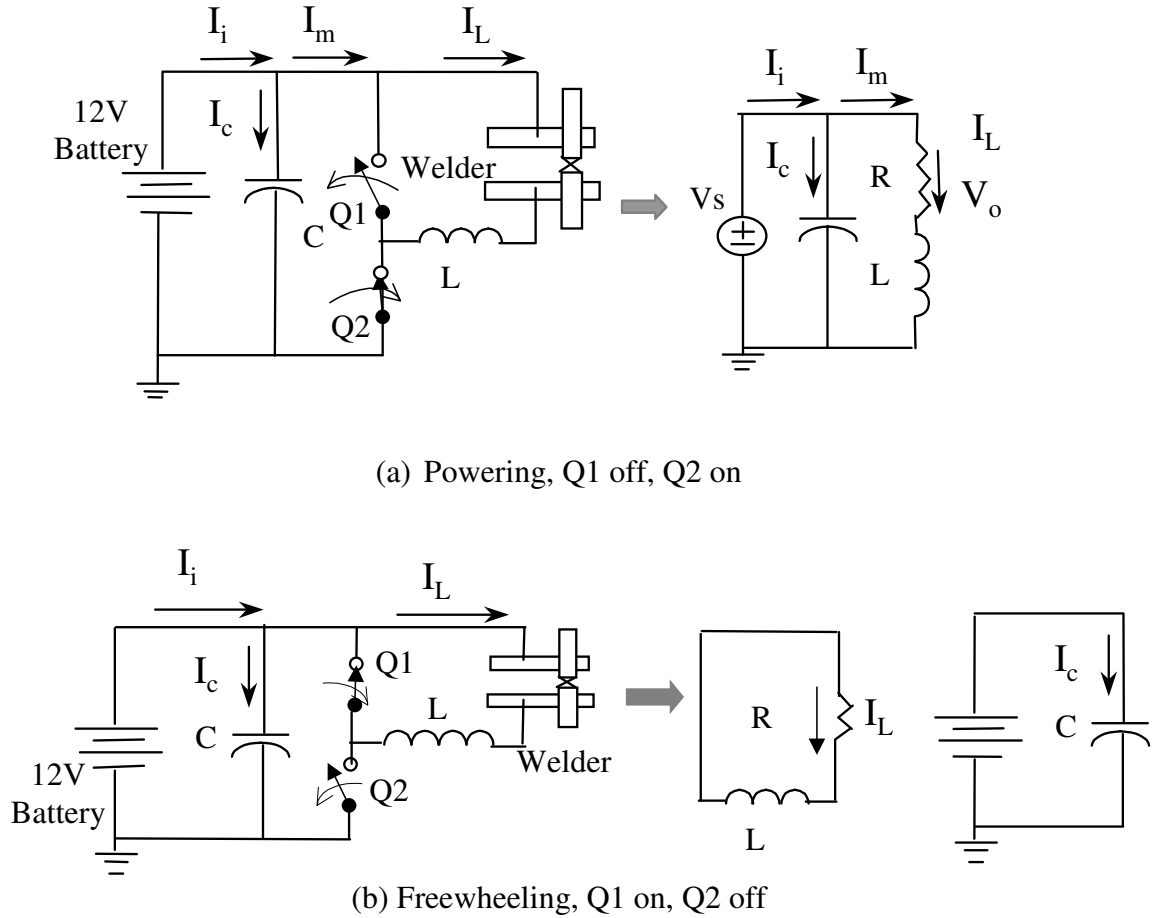 I_i I_m I_L
12V
Battery
I_c
Welder
Q1
C
L
Q2
I_i I_m
I_L
I_c
R
Vs
V_o
L
(a) Powering, Q1 off, Q2 on
I_i
I_L
I_c
Q1
C
L
12V
Battery
Q2
Welder
R
I_L
L
I_c
C
(b) Freewheeling, Q1 on, Q2 off